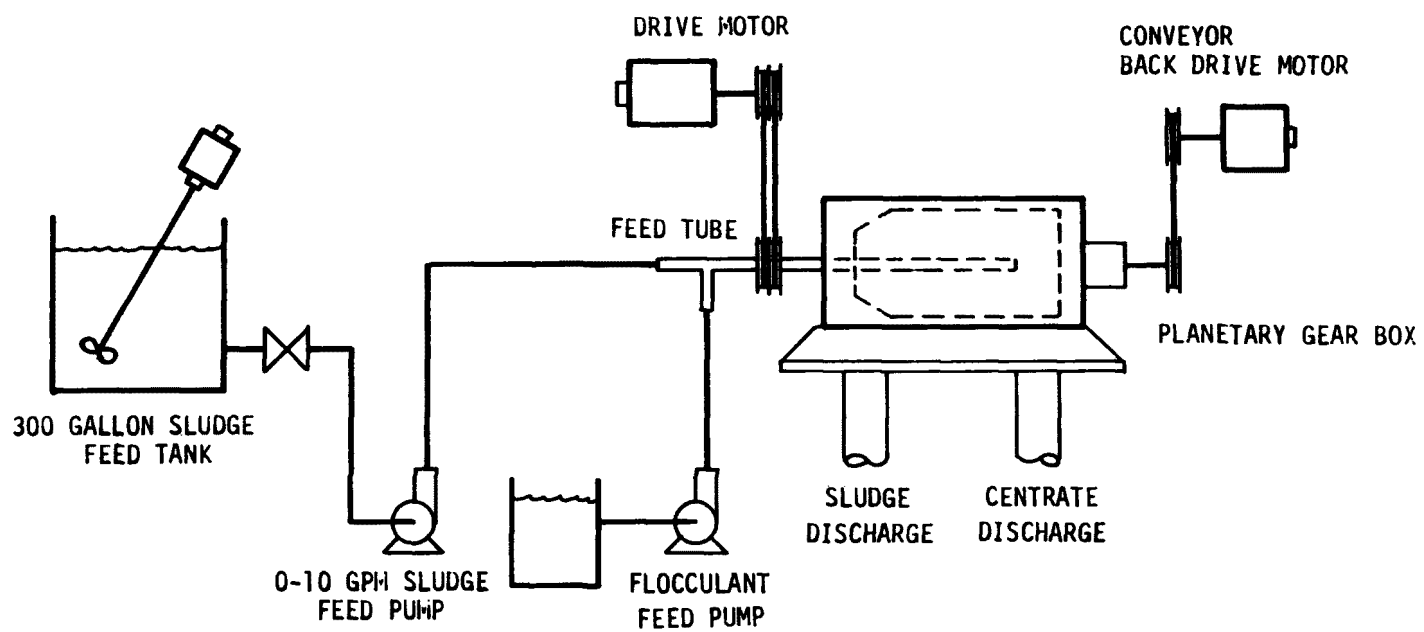 DRIVE MOTOR
CONVEYOR
BACK DRIVE MOTOR
FEED TUBE
PLANETARY GEAR BOX
300 GALLON SLUDGE
FEED TANK
SLUDGE
DISCHARGE
CENTRATE
DISCHARGE
0-10 GPM SLUDGE
FEED PUMP
FLOCCULANT
FEED PUMP